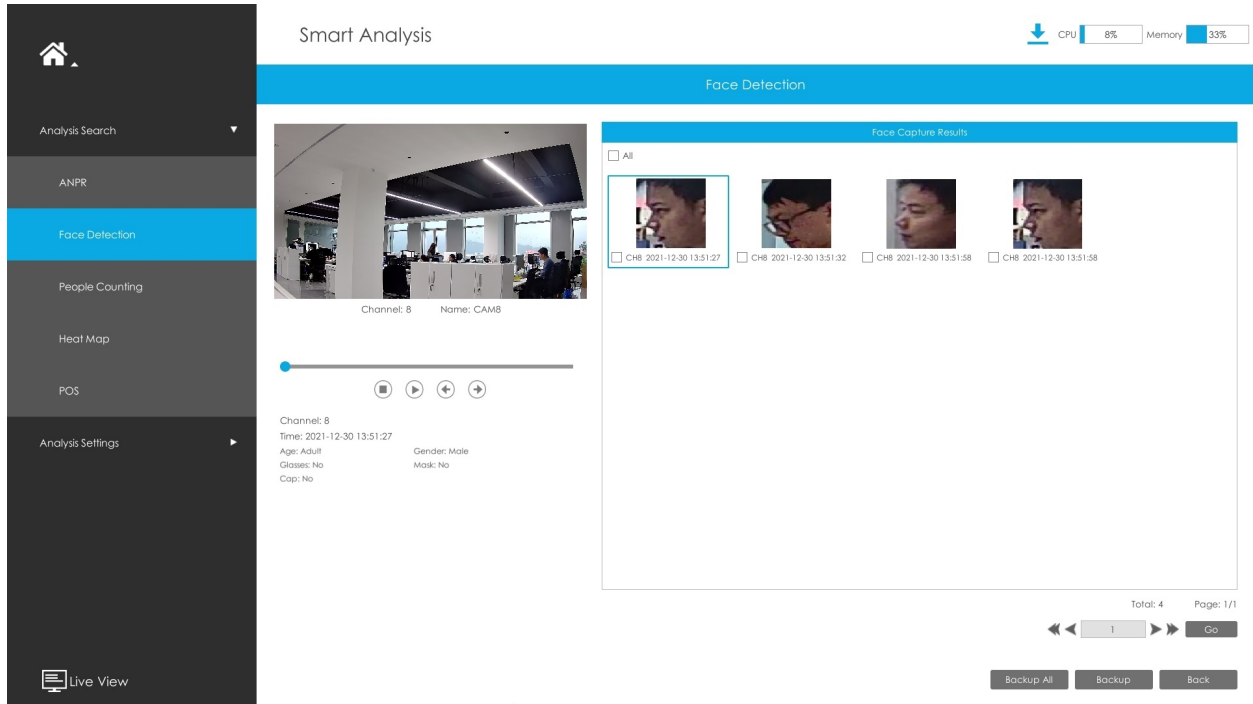 Smart Analysis
CPU 8% Memory 33%
Face Detection
Analysis Search
ANPR
Face Detection
People Counting
Heat Map
POS
Analysis Settings
Live View
Channel: 8 Name: CAM8
Channel: 8
Time: 2021-12-30 13:51:27
Age: Adult Gender: Male
Glasses: No Mask: No
Cap: No
Face Capture Results
All
CH8 2021-12-30 13:51:27 CH8 2021-12-30 13:51:32 CH8 2021-12-30 13:51:58 CH8 2021-12-30 13:51:58
Total: 4 Page: 1/1
1 Go
Backup All Backup Back